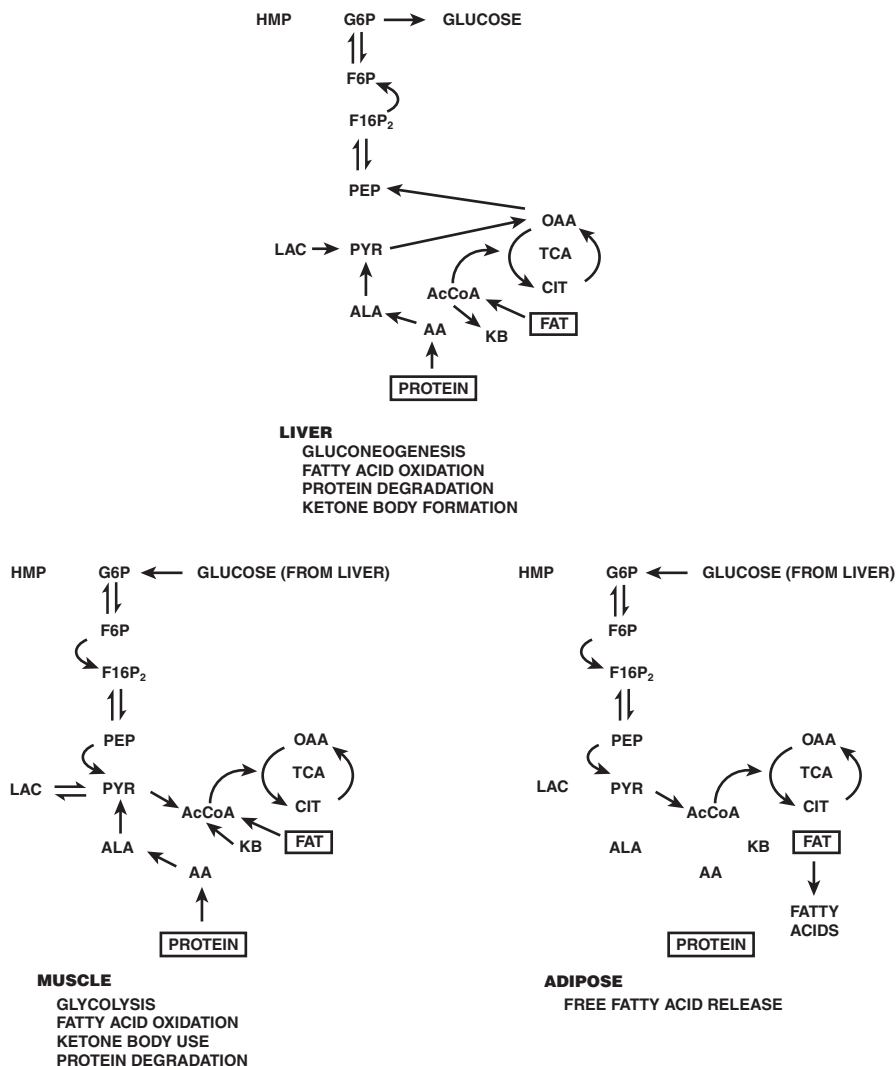 HMP G6P GLUCOSE
F6P
F16P₂
PEP
OAA
LAC PYR
TCA
CIT
AcCoA
ALA
FAT
AA
KB
PROTEIN
LIVER
GLUCONEOGENESIS
FATTY ACID OXIDATION
PROTEIN DEGRADATION
KETONE BODY FORMATION
HMP G6P GLUCOSE (FROM LIVER)
F6P
F16P₂
PEP
OAA
TCA
LAC PYR
CIT
AcCoA
ALA
KB
FAT
AA
PROTEIN
MUSCLE
GLYCOLYSIS
FATTY ACID OXIDATION
KETONE BODY USE
PROTEIN DEGRADATION
HMP G6P GLUCOSE (FROM LIVER)
F6P
F16P₂
PEP
OAA
TCA
LAC PYR
CIT
AcCoA
ALA
KB
FAT
AA
FATTY
ACIDS
PROTEIN
ADIPOSE
FREE FATTY ACID RELEASE